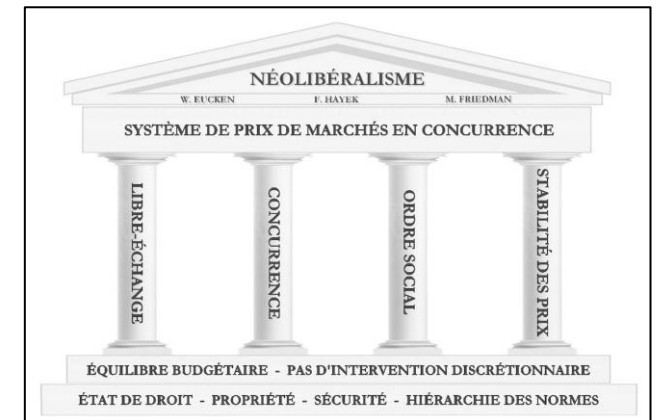 NÉOLIBÉRALISME
W. EUCKEN F. HAYEK M. FRIEDMAN
SYSTÈME DE PRIX DE MARCHÉS EN CONCURRENCE
LIBRE-ÉCHANGE
CONCURRENCE
ORDRE SOCIAL
STABILITÉ DES PRIX
ÉQUILIBRE BUDGÉTAIRE - PAS D'INTERVENTION DISCRÉTIONNAIRE
ÉTAT DE DROIT - PROPRIÉTÉ - SÉCURITÉ - HIÉRARCHIE DES NORMES